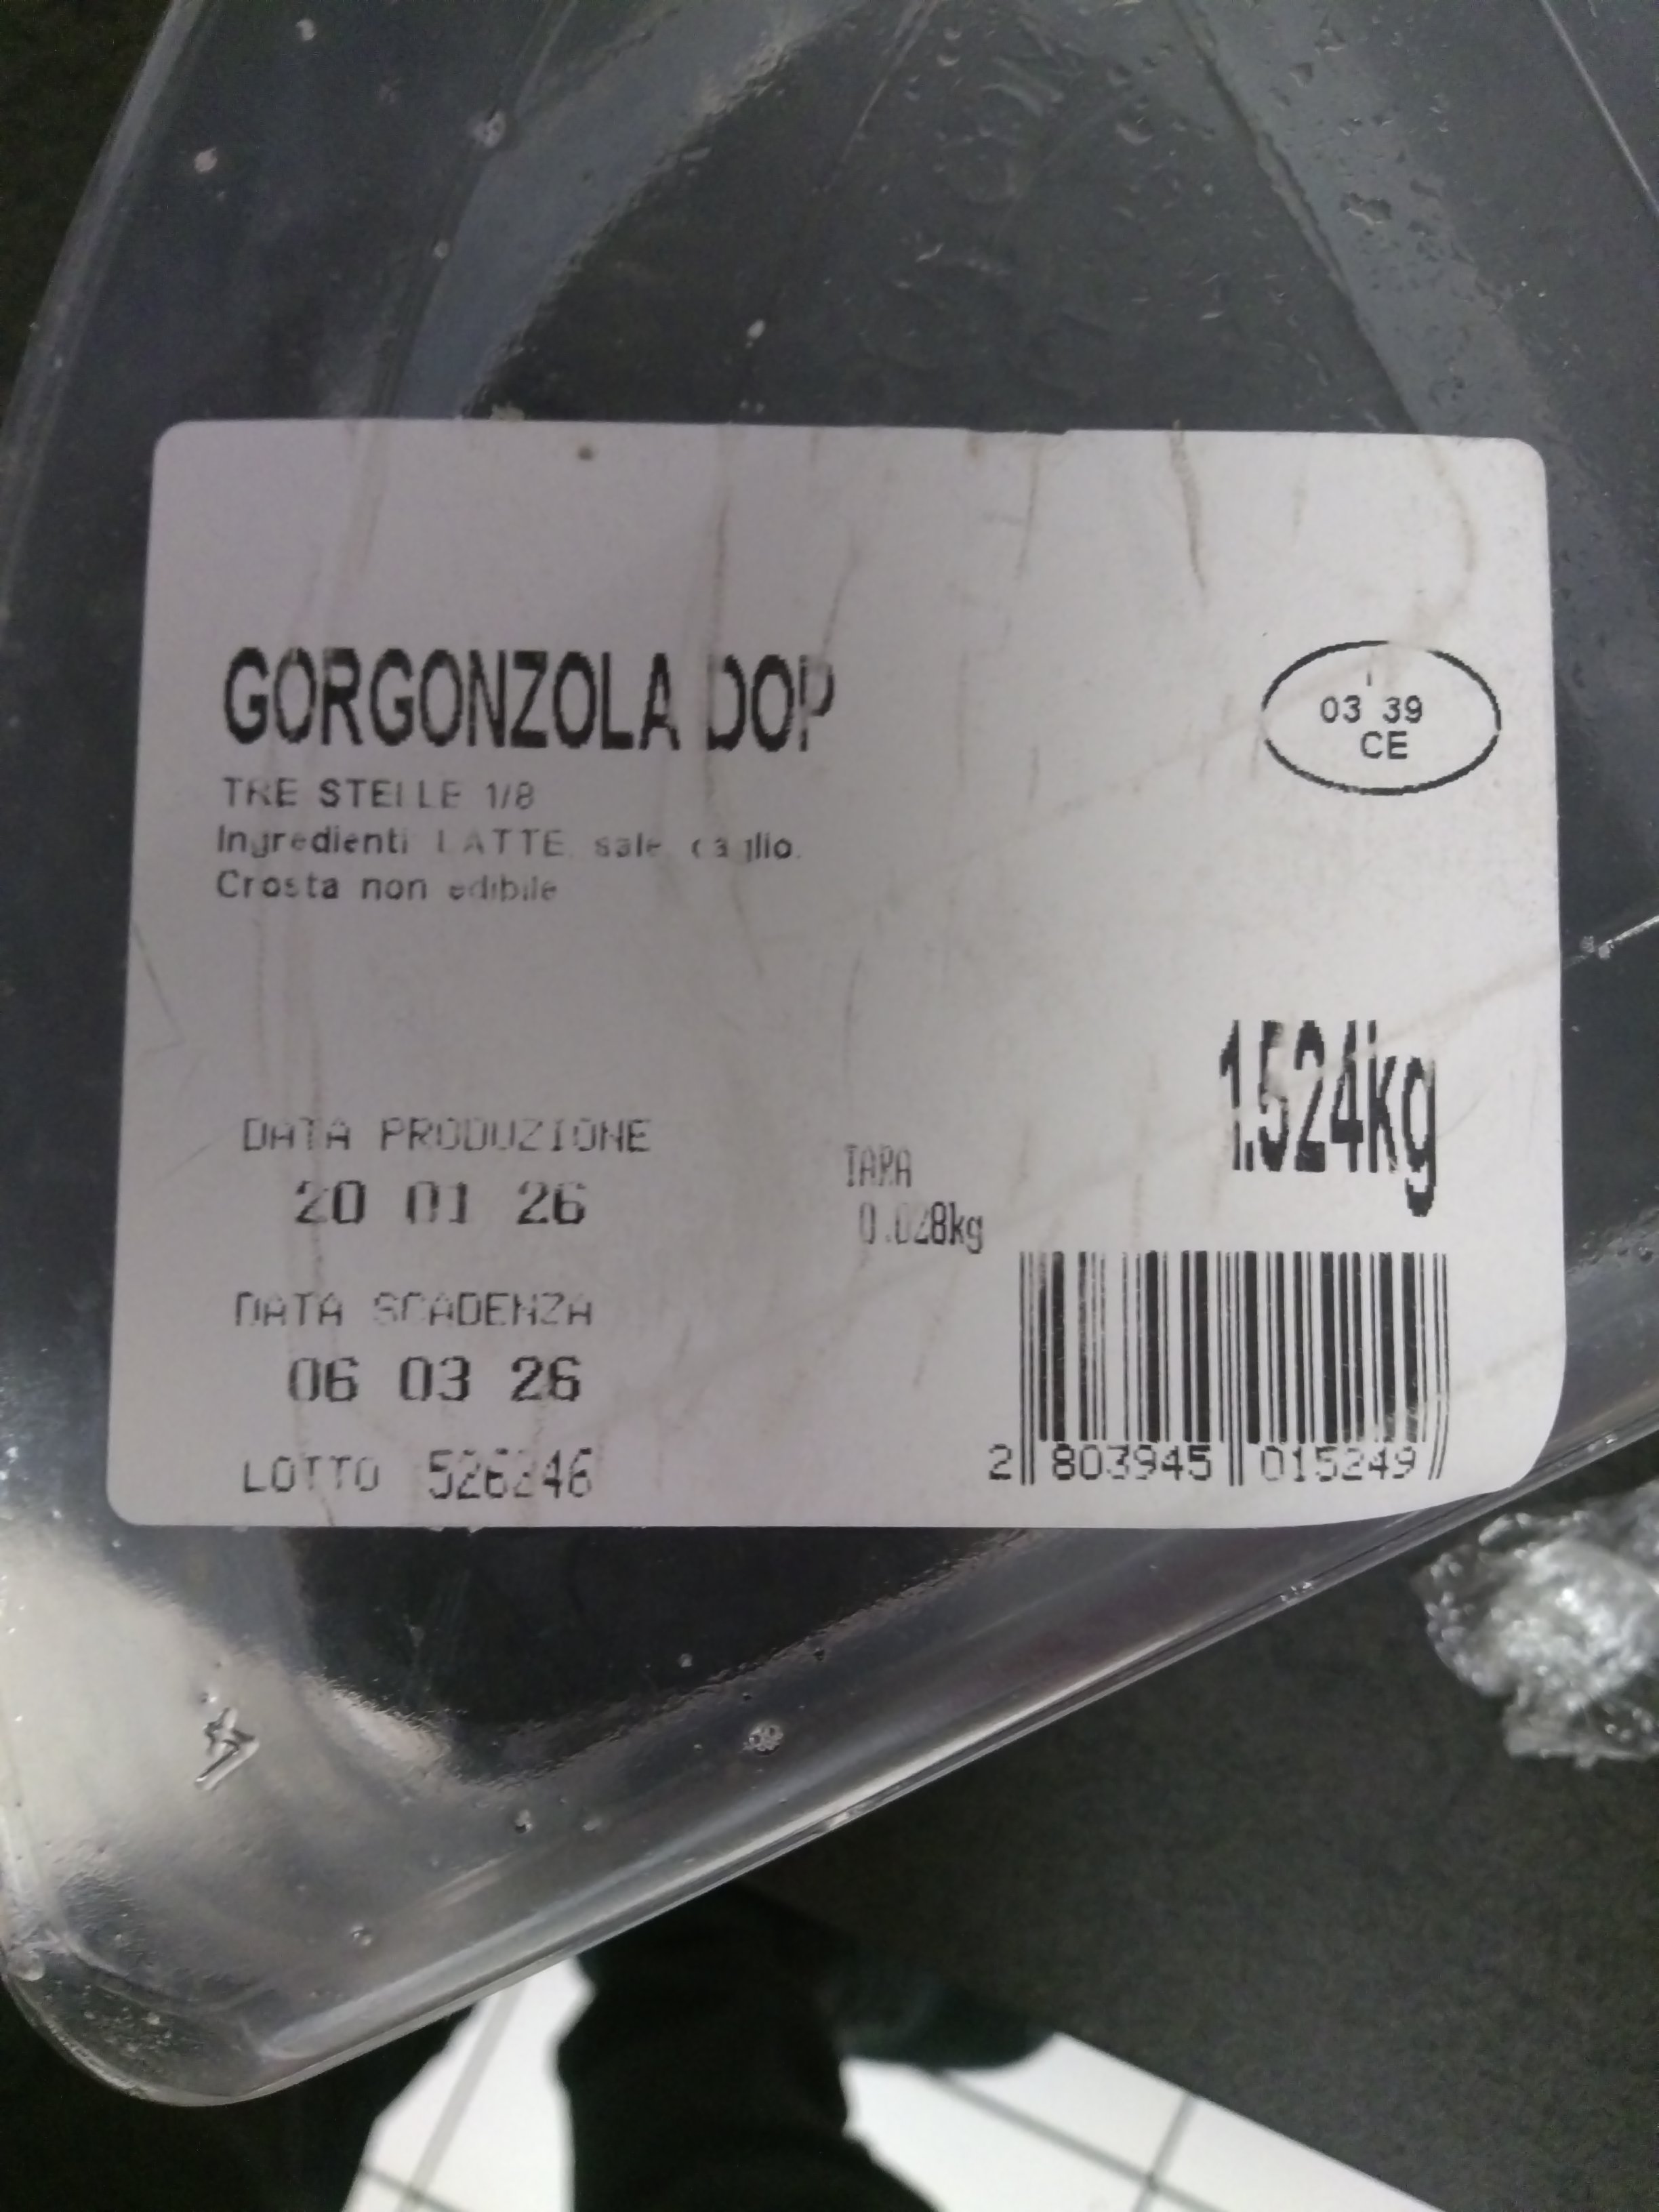 GORGONZOLA DOP
TRE STELLE 1/8
Ingredienti LATTE, sale, caglio.
Crosta non edibile
I
03 39
CE
1.524kg
DATA PRODUZIONE
20 01 26
TARA
0.028kg
DATA SCADENZA
06 03 26
LOTTO 526246
2 803945 015249